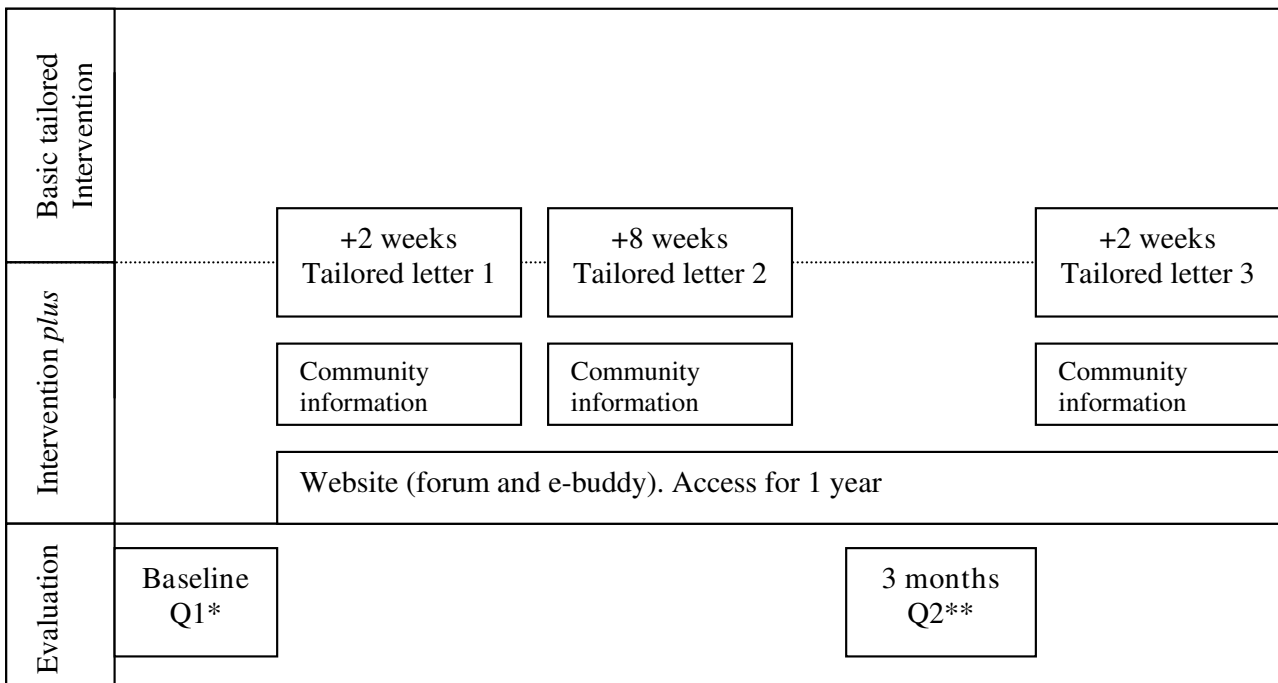 Basic tailored
Intervention
+2 weeks
Tailored letter 1
+8 weeks
Tailored letter 2
+2 weeks
Tailored letter 3
Intervention plus
Community
information
Community
information
Community
information
Website (forum and e-buddy). Access for 1 year
Evaluation
Baseline
Q1*
3 months
Q2**